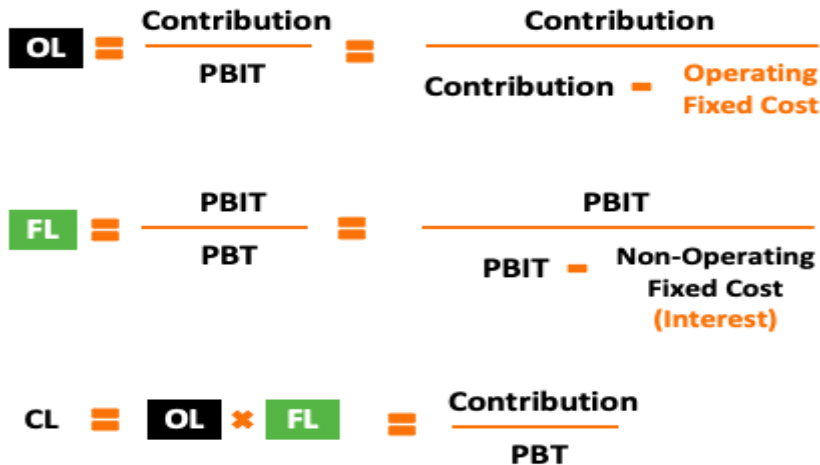 OL = Contribution / PBIT = Contribution / Contribution - Operating Fixed Cost
FL = PBIT / PBT = PBIT / PBIT - Non-Operating Fixed Cost (Interest)
CL = OL × FL = Contribution / PBT